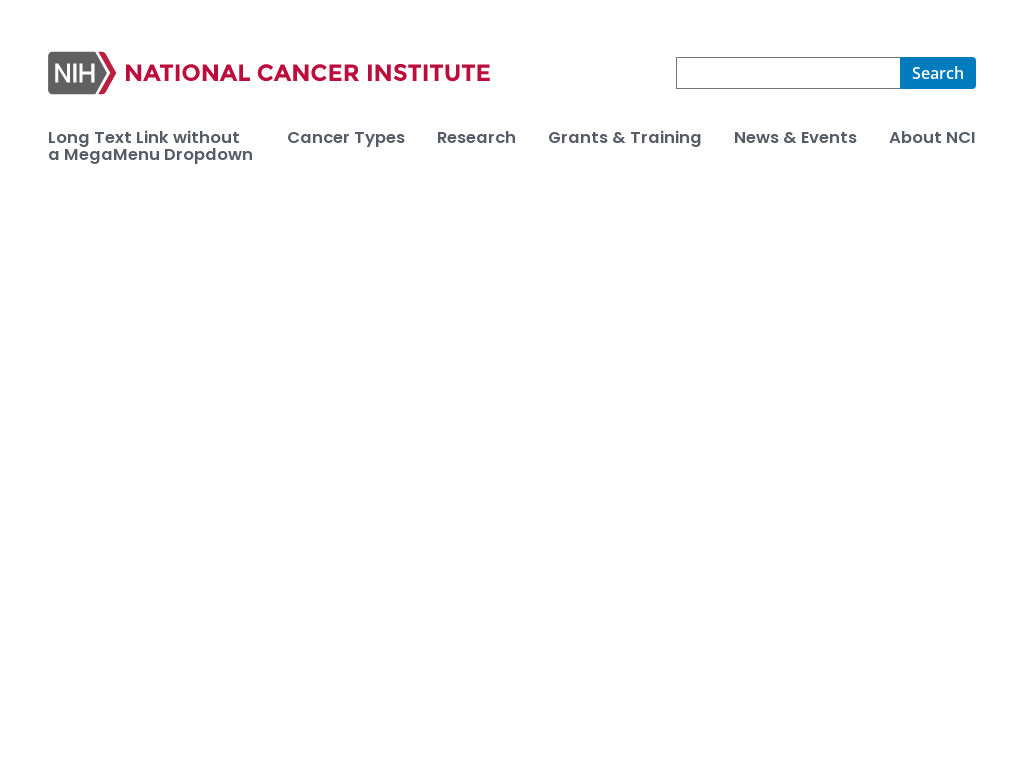 NIH NATIONAL CANCER INSTITUTE
Search
Long Text Link without
a MegaMenu Dropdown
Cancer Types
Research
Grants & Training
News & Events
About NCI